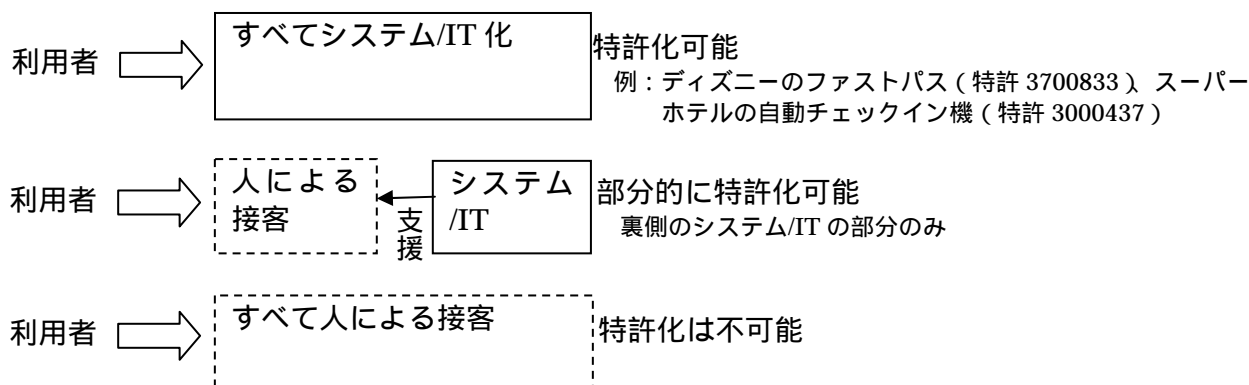 利用者
すべてシステム/IT 化
特許化可能
例：ディズニーのファストパス（特許 3700833）、スーパー
ホテルの自動チェックイン機（特許 3000437）
利用者
人による
接客
支援
システム
/IT
部分的に特許化可能
裏側のシステム/IT の部分のみ
利用者
すべて人による接客
特許化は不可能